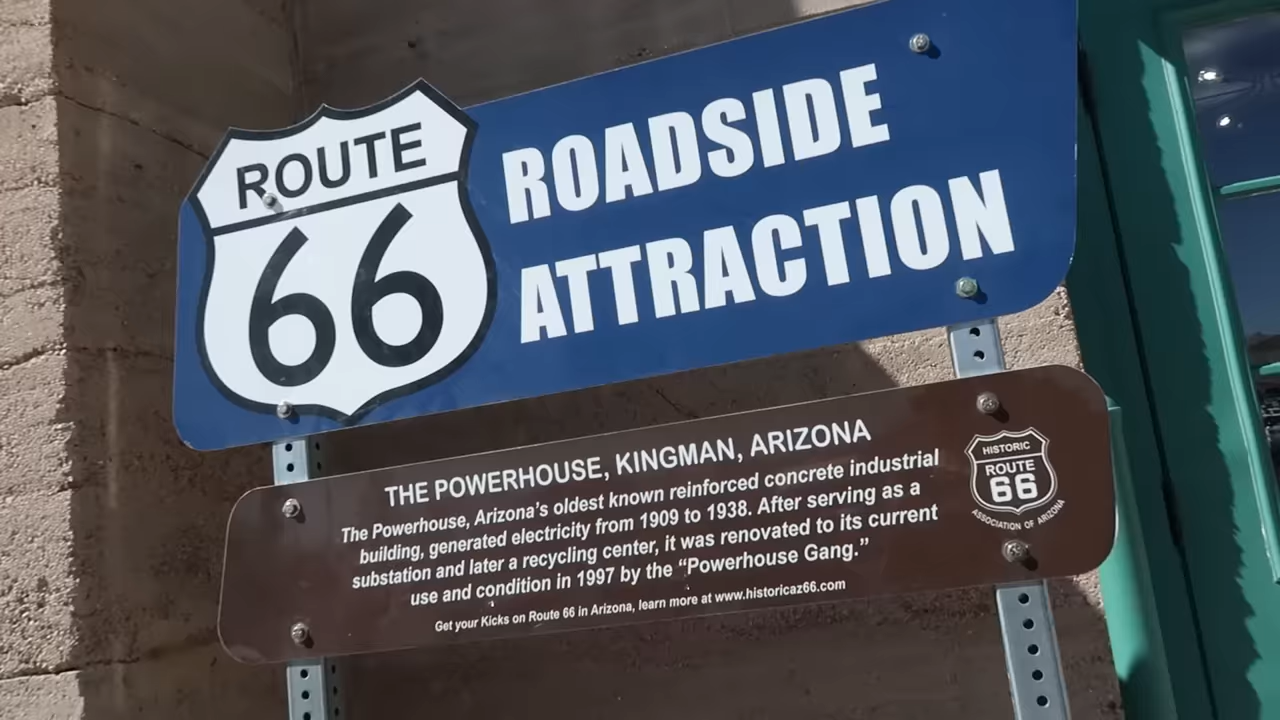 ROUTE
66
ROADSIDE
ATTRACTION
THE POWERHOUSE, KINGMAN, ARIZONA
The Powerhouse, Arizona's oldest known reinforced concrete industrial
building, generated electricity from 1909 to 1938. After serving as a
substation and later a recycling center, it was renovated to its current
use and condition in 1997 by the “Powerhouse Gang.”
Get your Kicks on Route 66 in Arizona, learn more at www.historicaz66.com
HISTORIC
ROUTE
66
ASSOCIATION OF ARIZONA